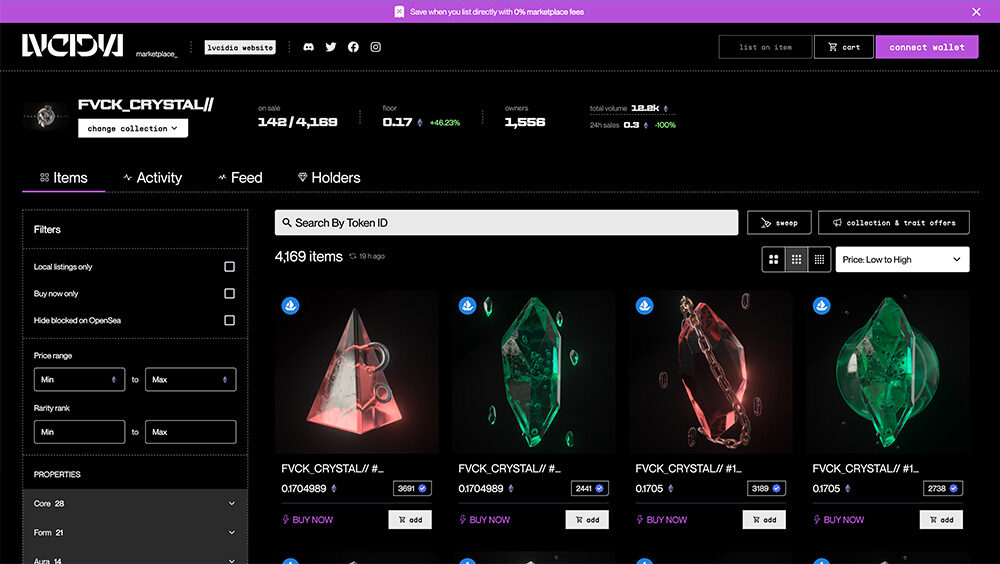 Save when you list directly with 0% marketplace fees
LVCIDIA
marketplace_
lvcidia website
list an item
cart
connect wallet
FVCK_CRYSTAL//
change collection
on sale
142 / 4,169
floor
0.17 +46.23%
owners
1,556
total volume 12.2k
24h sales 0.3 -100%
Items
Activity
Feed
Holders
Filters
Local listings only
Buy now only
Hide blocked on OpenSea
Price range
Min to Max
Rarity rank
Min to Max
PROPERTIES
Core 28
Form 21
Aura 14
Search By Token ID
sweep
collection & trait offers
4,169 items 19 h ago
Price: Low to High
FVCK_CRYSTAL// #...
0.1704989 3691
BUY NOW add
FVCK_CRYSTAL// #...
0.1704989 2441
BUY NOW add
FVCK_CRYSTAL// #1...
0.1705 3189
BUY NOW add
FVCK_CRYSTAL// #1...
0.1705 2738
BUY NOW add